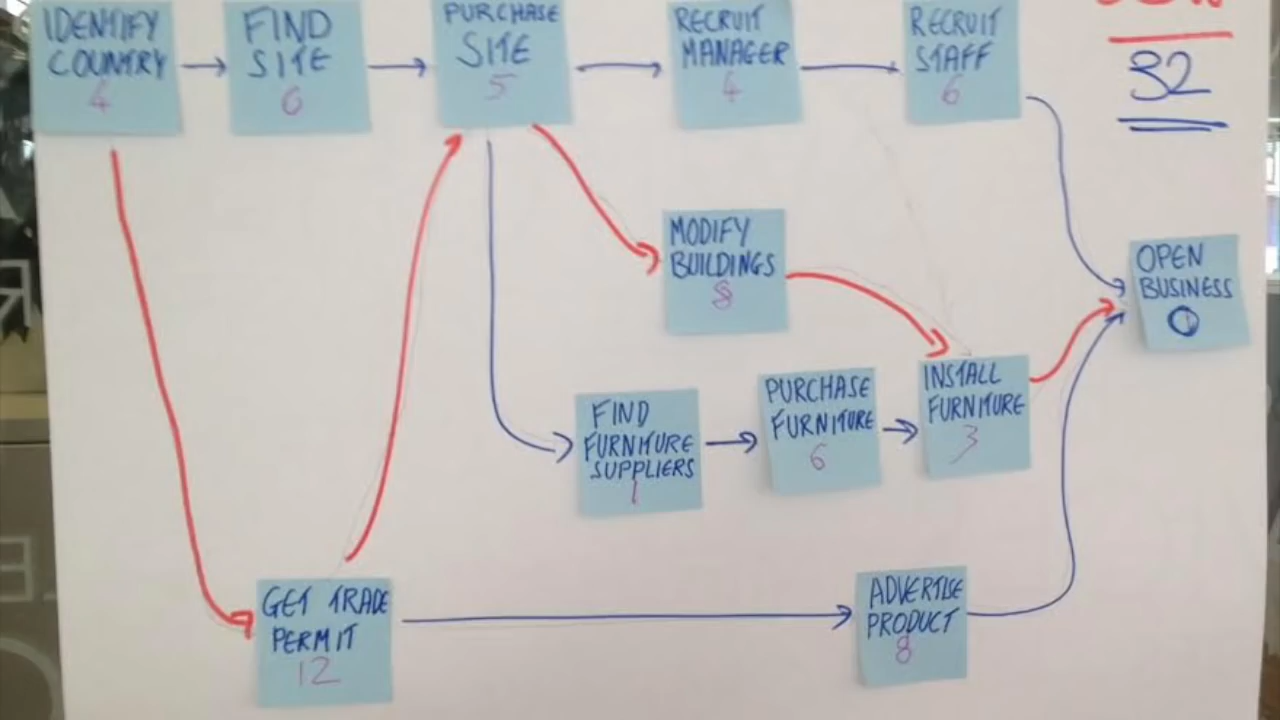 IDENTIFY
COUNTRY
4
FIND
SITE
6
PURCHASE
SITE
5
RECRUIT
MANAGER
4
RECRUIT
STAFF
6
32
MODIFY
BUILDINGS
8
OPEN
BUSINESS
0
FIND
FURNITURE
SUPPLIERS
1
PURCHASE
FURNITURE
6
INSTALL
FURNITURE
3
GET TRADE
PERMIT
12
ADVERTISE
PRODUCT
8